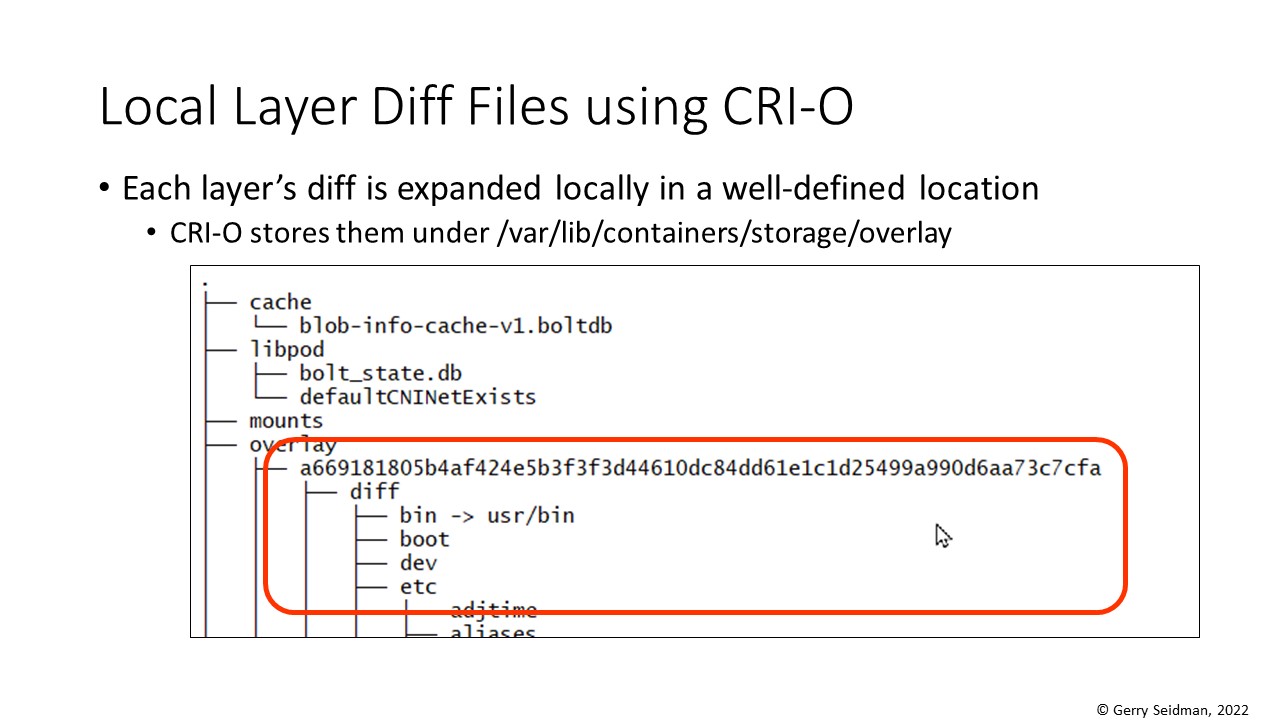 Local Layer Diff Files using CRI-O
• Each layer’s diff is expanded locally in a well-defined location
• CRI-O stores them under /var/lib/containers/storage/overlay
.
├── cache
│   └── blob-info-cache-v1.boltdb
├── libpod
│   ├── bolt_state.db
│   └── defaultCNINetExists
├── mounts
├── overlay
│   ├── a669181805b4af424e5b3f3f3d44610dc84dd61e1c1d25499a990d6aa73c7cfa
│   │   ├── diff
│   │   │   ├── bin -> usr/bin
│   │   │   ├── boot
│   │   │   ├── dev
│   │   │   ├── etc
│   │   │   │   ├── adjtime
│   │   │   │   ├── aliases
© Gerry Seidman, 2022